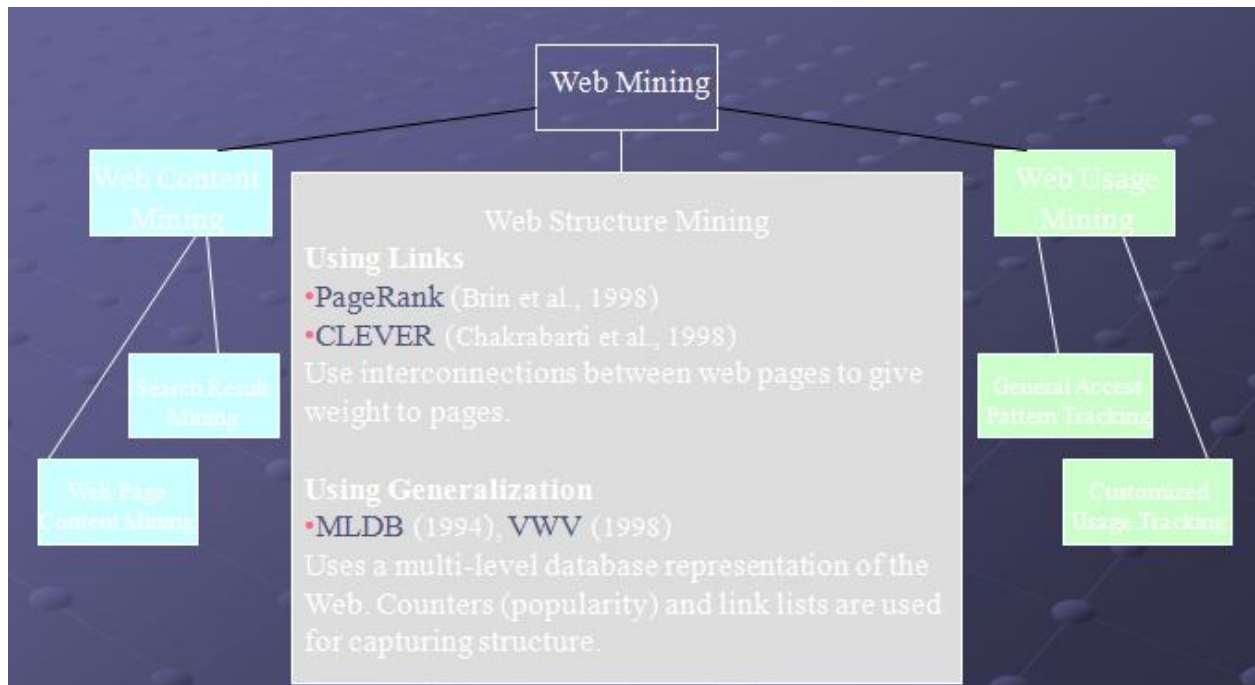 Web Mining
Web Content
Mining
Web Usage
Mining
Web Structure Mining
Using Links
•PageRank (Brin et al., 1998)
•CLEVER (Chakrabarti et al., 1998)
Use interconnections between web pages to give
weight to pages.
Using Generalization
•MLDB (1994), VWV (1998)
Uses a multi-level database representation of the
Web. Counters (popularity) and link lists are used
for capturing structure.
Search Result
Mining
Web Page
Content Mining
General Access
Pattern Tracking
Customized
Usage Tracking